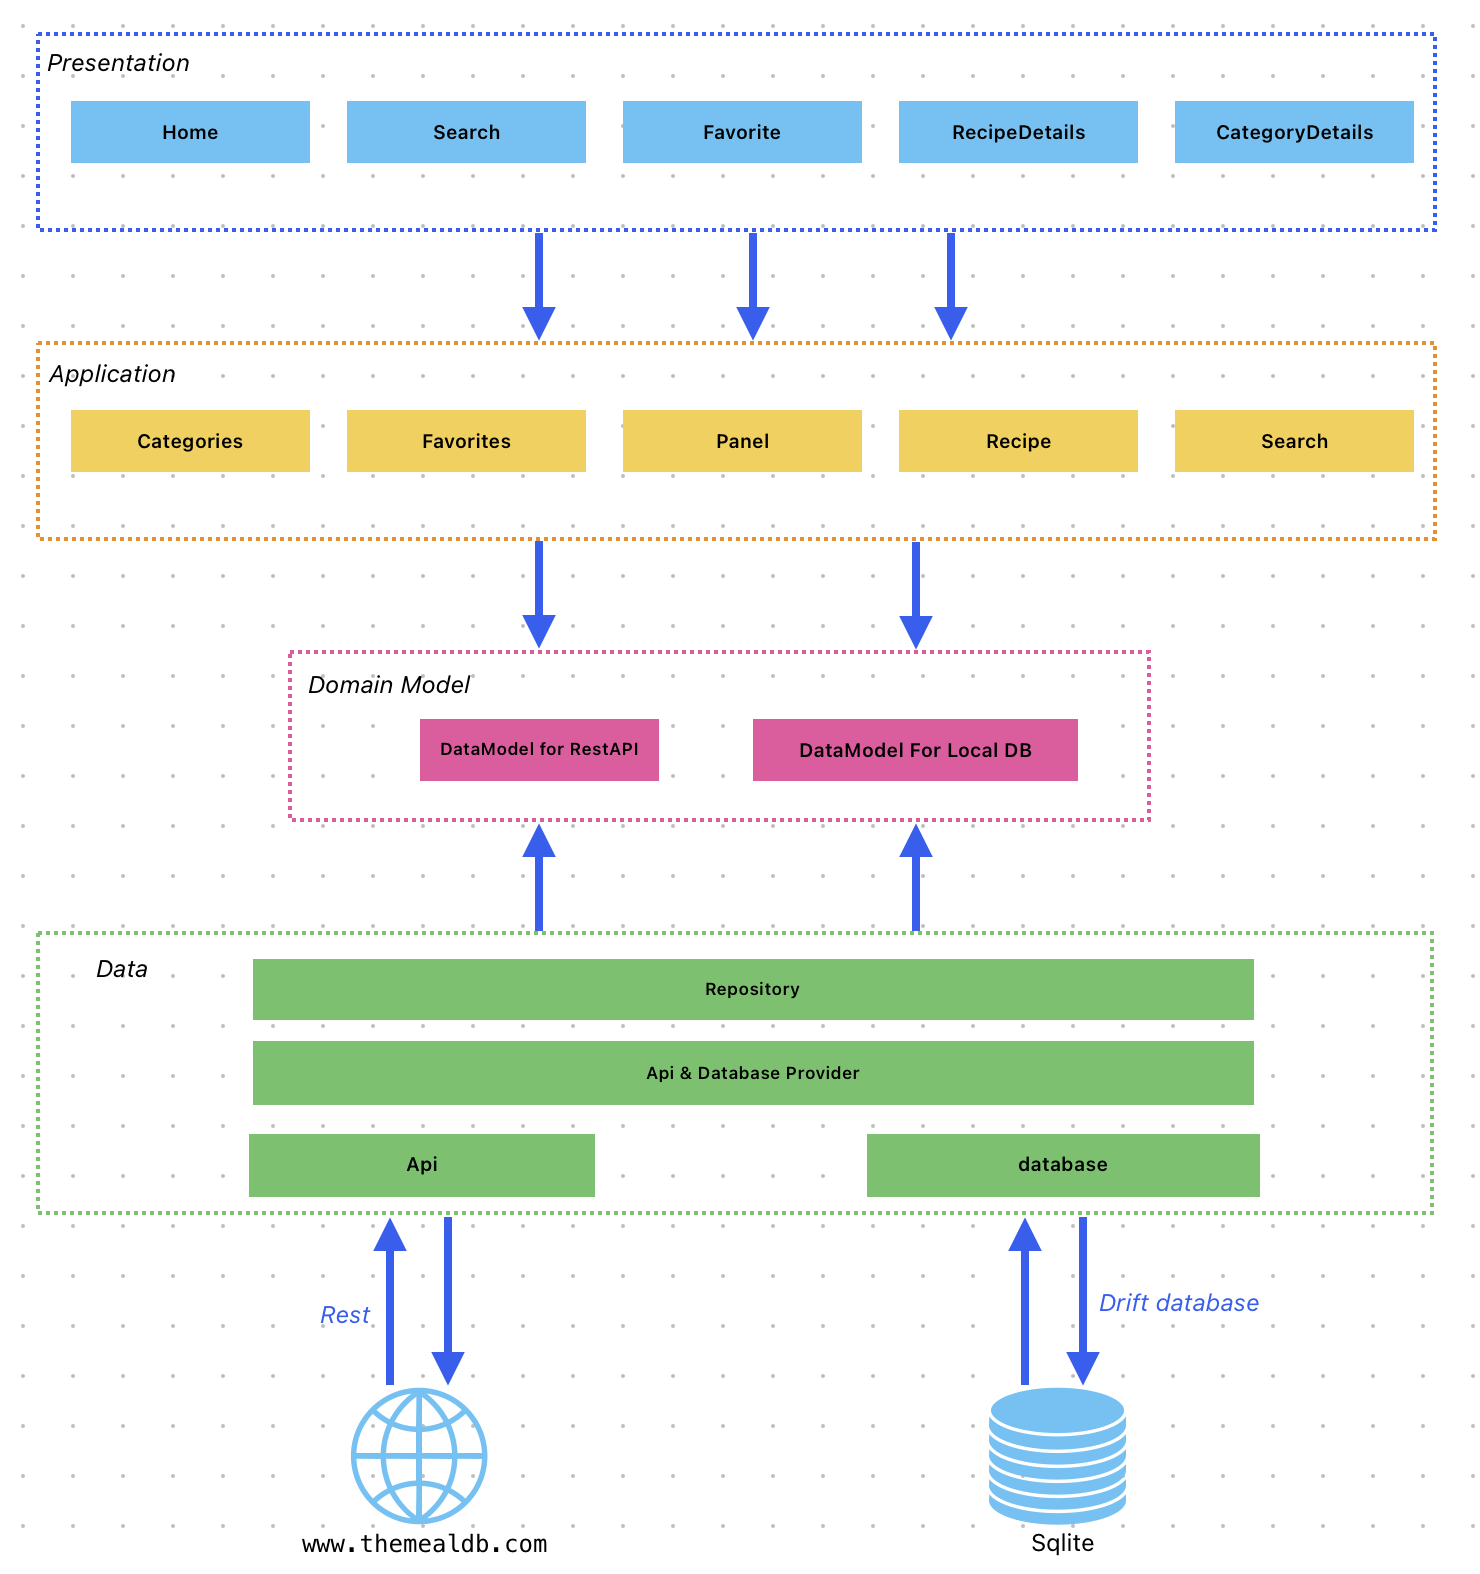 Presentation
Home
Search
Favorite
RecipeDetails
CategoryDetails
Application
Categories
Favorites
Panel
Recipe
Search
Domain Model
DataModel for RestAPI
DataModel For Local DB
Data
Repository
Api & Database Provider
Api
database
Rest
Drift database
www.themealdb.com
Sqlite